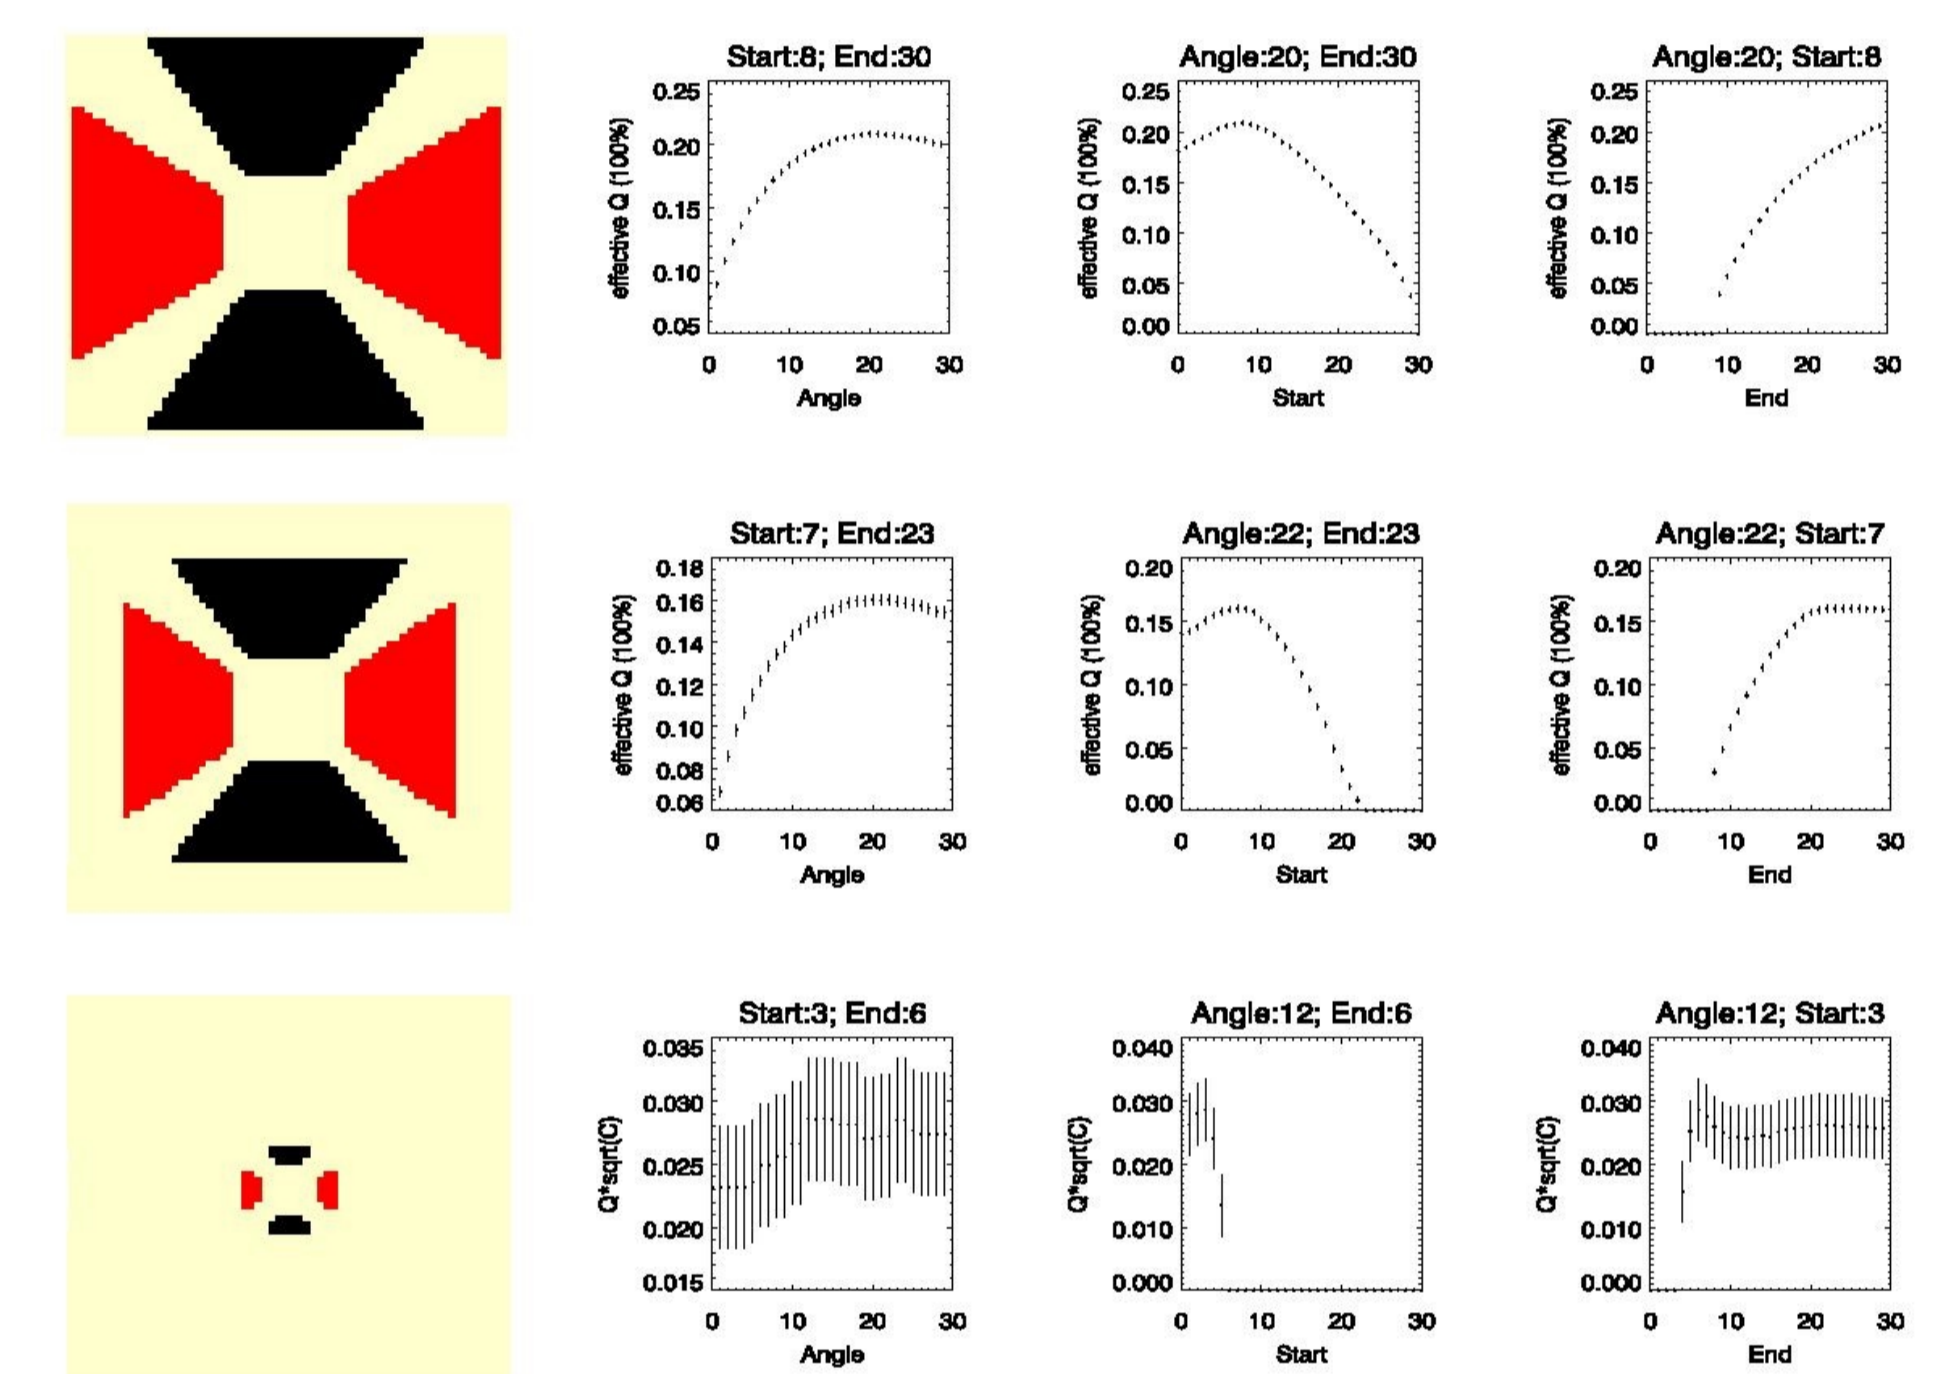 Start:8; End:30
Angle:20; End:30
Angle:20; Start:8
effective Q (100%)
0.25
0.20
0.15
0.10
0.05
0 10 20 30
Angle
effective Q (100%)
0.25
0.20
0.15
0.10
0.05
0.00
0 10 20 30
Start
effective Q (100%)
0.25
0.20
0.15
0.10
0.05
0.00
0 10 20 30
End
Start:7; End:23
Angle:22; End:23
Angle:22; Start:7
effective Q (100%)
0.18
0.16
0.14
0.12
0.10
0.08
0.06
0 10 20 30
Angle
effective Q (100%)
0.20
0.15
0.10
0.05
0.00
0 10 20 30
Start
effective Q (100%)
0.20
0.15
0.10
0.05
0.00
0 10 20 30
End
Start:3; End:6
Angle:12; End:6
Angle:12; Start:3
Q*sqrt(C)
0.035
0.030
0.025
0.020
0.015
0 10 20 30
Angle
Q*sqrt(C)
0.040
0.030
0.020
0.010
0.000
0 10 20 30
Start
Q*sqrt(C)
0.040
0.030
0.020
0.010
0.000
0 10 20 30
End